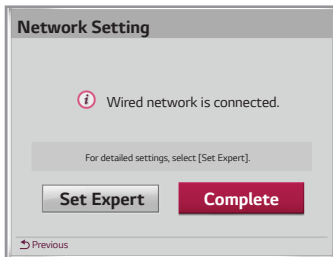 Network Setting
Wired network is connected.
For detailed settings, select [Set Expert].
Set Expert
Complete
Previous